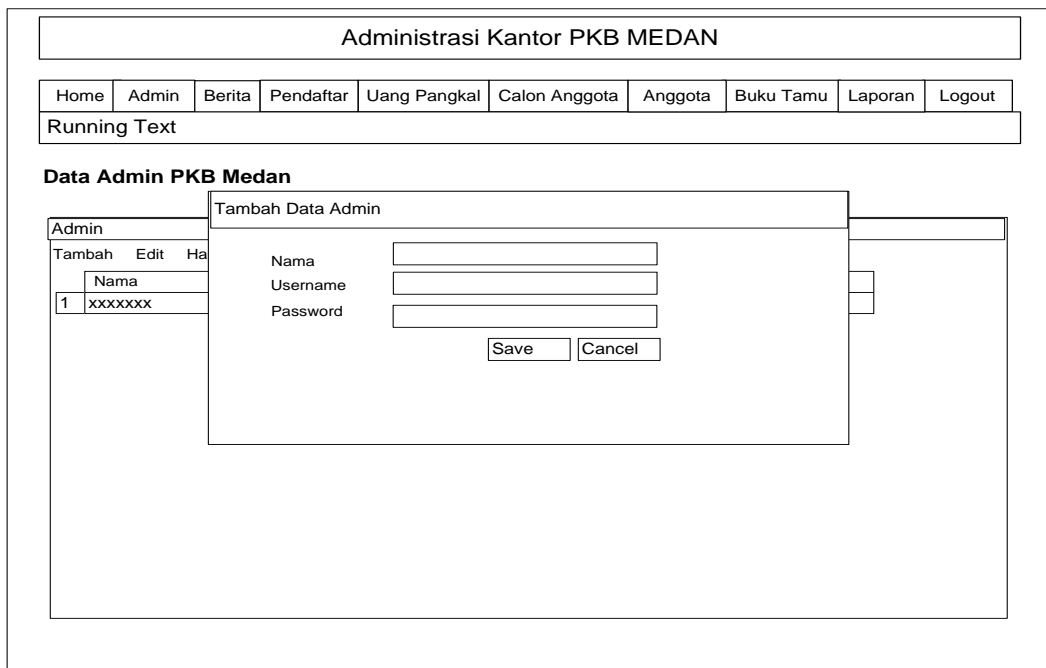 Administrasi Kantor PKB MEDAN
Home Admin Berita Pendaftar Uang Pangkal Calon Anggota Anggota Buku Tamu Laporan Logout
Running Text
Data Admin PKB Medan
Tambah Data Admin
Admin
Tambah Edit Ha
Nama
1 xxxxxxx
Nama
Username
Password
Save Cancel